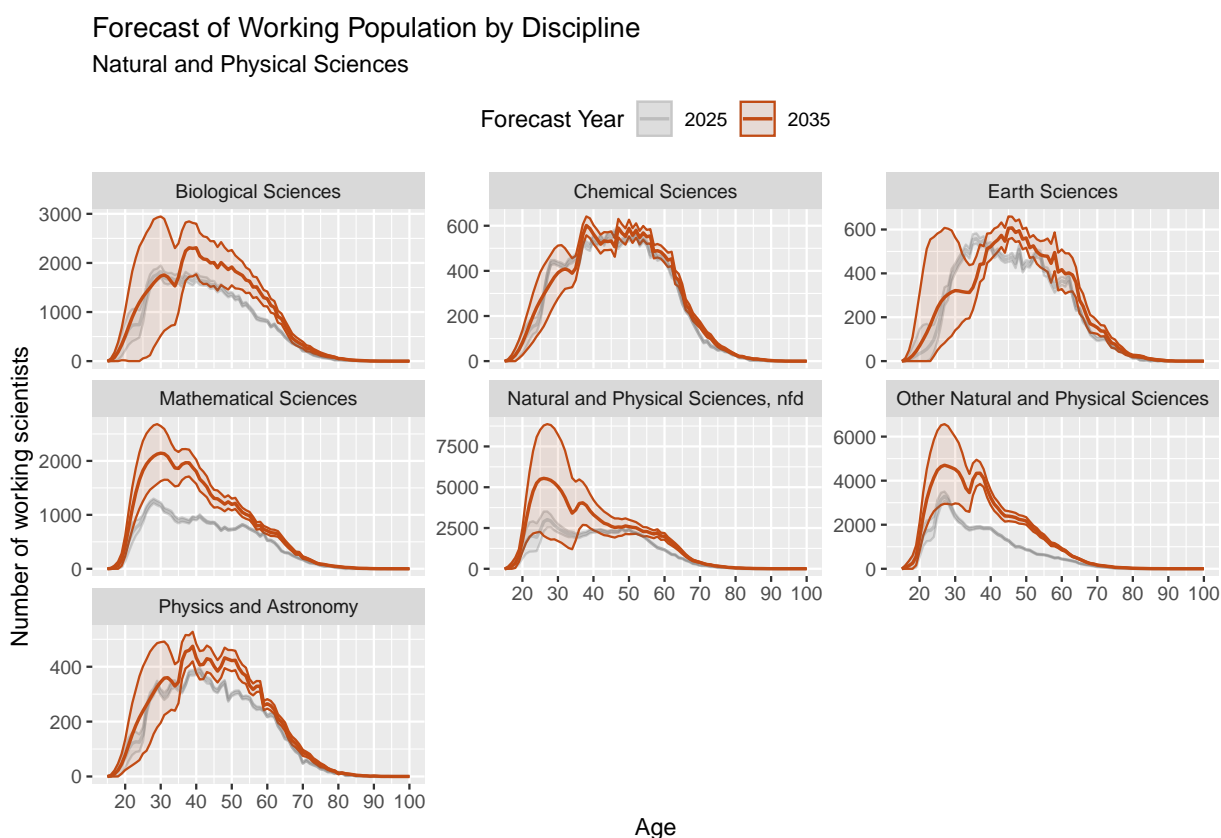 Forecast of Working Population by Discipline
Natural and Physical Sciences
Forecast Year 2025 2035
Number of working scientists
Biological Sciences
3000
2000
1000
0
Chemical Sciences
600
400
200
0
Earth Sciences
600
400
200
0
Mathematical Sciences
2000
1000
0
Natural and Physical Sciences, nfd
7500
5000
2500
0
20 30 40 50 60 70 80 90 100
Other Natural and Physical Sciences
6000
4000
2000
0
20 30 40 50 60 70 80 90 100
Physics and Astronomy
400
200
0
20 30 40 50 60 70 80 90 100
Age